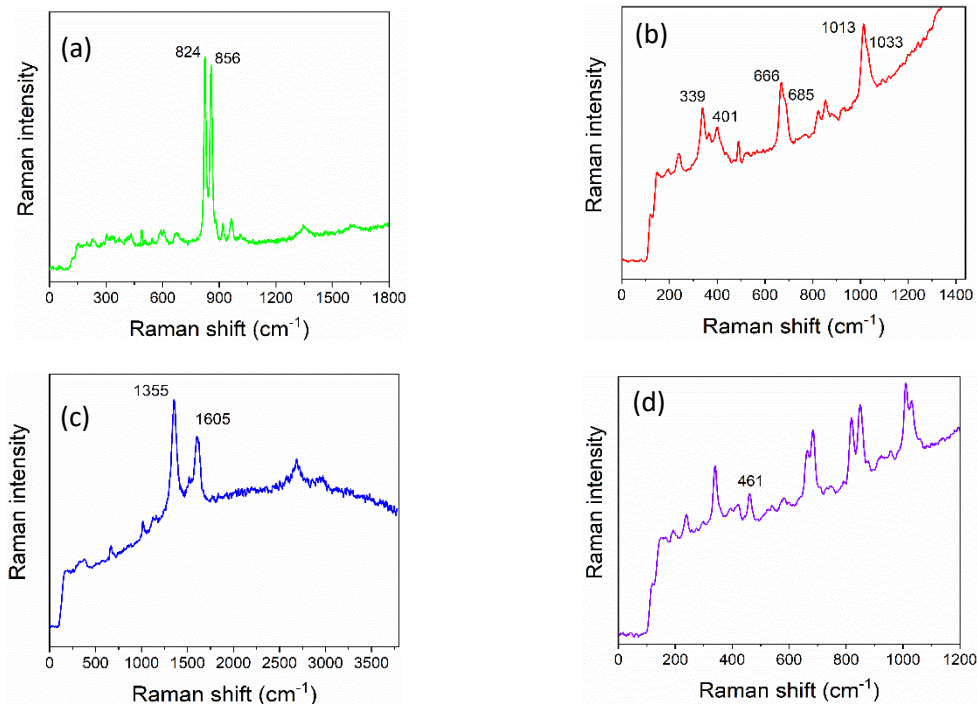 (a)
824 856
Raman intensity
0 300 600 900 1200 1500 1800
Raman shift (cm⁻¹)
(b)
1013
1033
666
685
339
401
Raman intensity
0 200 400 600 800 1000 1200 1400
Raman shift (cm⁻¹)
(c)
1355
1605
Raman intensity
0 500 1000 1500 2000 2500 3000 3500
Raman shift (cm⁻¹)
(d)
461
Raman intensity
0 200 400 600 800 1000 1200
Raman shift (cm⁻¹)